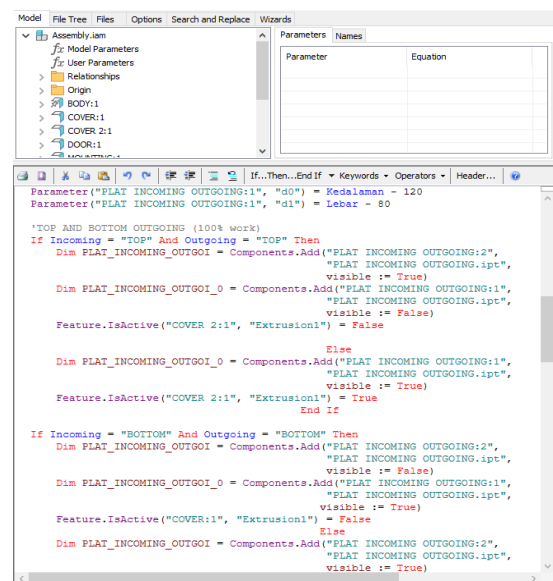 Model File Tree Files Options Search and Replace Wizards
Assembly.iam
fx Model Parameters
fx User Parameters
Relationships
Origin
BODY:1
COVER:1
COVER 2:1
DOOR:1
MOUNTING:1
Parameters Names
Parameter Equation
If...Then...End If Keywords Operators Header...
Parameter("PLAT INCOMING OUTGOING:1", "d0") = Kedalaman - 120
Parameter("PLAT INCOMING OUTGOING:1", "d1") = Lebar - 80
'TOP AND BOTTOM OUTGOING (100% work)
If Incoming = "TOP" And Outgoing = "TOP" Then
Dim PLAT_INCOMING_OUTGOI = Components.Add("PLAT INCOMING OUTGOING:2",
"PLAT INCOMING OUTGOING.ipt",
visible := True)
Dim PLAT_INCOMING_OUTGOI_0 = Components.Add("PLAT INCOMING OUTGOING:1",
"PLAT INCOMING OUTGOING.ipt",
visible := False)
Feature.IsActive("COVER 2:1", "Extrusion1") = False
Else
Dim PLAT_INCOMING_OUTGOI_0 = Components.Add("PLAT INCOMING OUTGOING:1",
"PLAT INCOMING OUTGOING.ipt",
visible := True)
Feature.IsActive("COVER 2:1", "Extrusion1") = True
End If
If Incoming = "BOTTOM" And Outgoing = "BOTTOM" Then
Dim PLAT_INCOMING_OUTGOI = Components.Add("PLAT INCOMING OUTGOING:2",
"PLAT INCOMING OUTGOING.ipt",
visible := False)
Dim PLAT_INCOMING_OUTGOI_0 = Components.Add("PLAT INCOMING OUTGOING:1",
"PLAT INCOMING OUTGOING.ipt",
visible := True)
Feature.IsActive("COVER:1", "Extrusion1") = False
Else
Dim PLAT_INCOMING_OUTGOI = Components.Add("PLAT INCOMING OUTGOING:2",
"PLAT INCOMING OUTGOING.ipt",
visible := True)